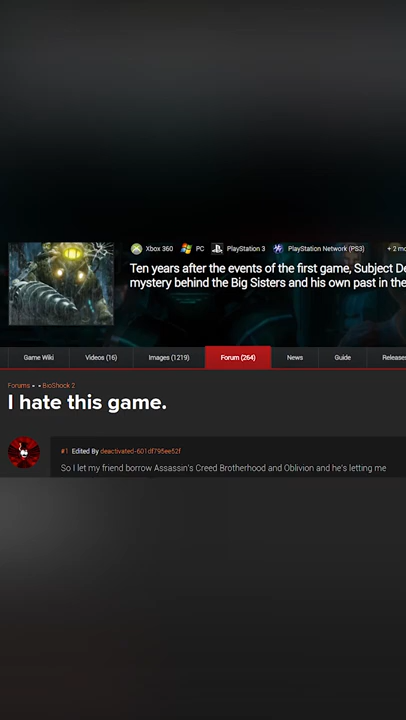 Xbox 360 PC PlayStation 3 PlayStation Network (PS3) + 2 mo
Ten years after the events of the first game, Subject De
mystery behind the Big Sisters and his own past in the
Game Wiki Videos (16) Images (1219) Forum (264) News Guide Releases
Forums BioShock 2
I hate this game.
#1 Edited By deactivated-601df795ee52f
So I let my friend borrow Assassin's Creed Brotherhood and Oblivion and he's letting me